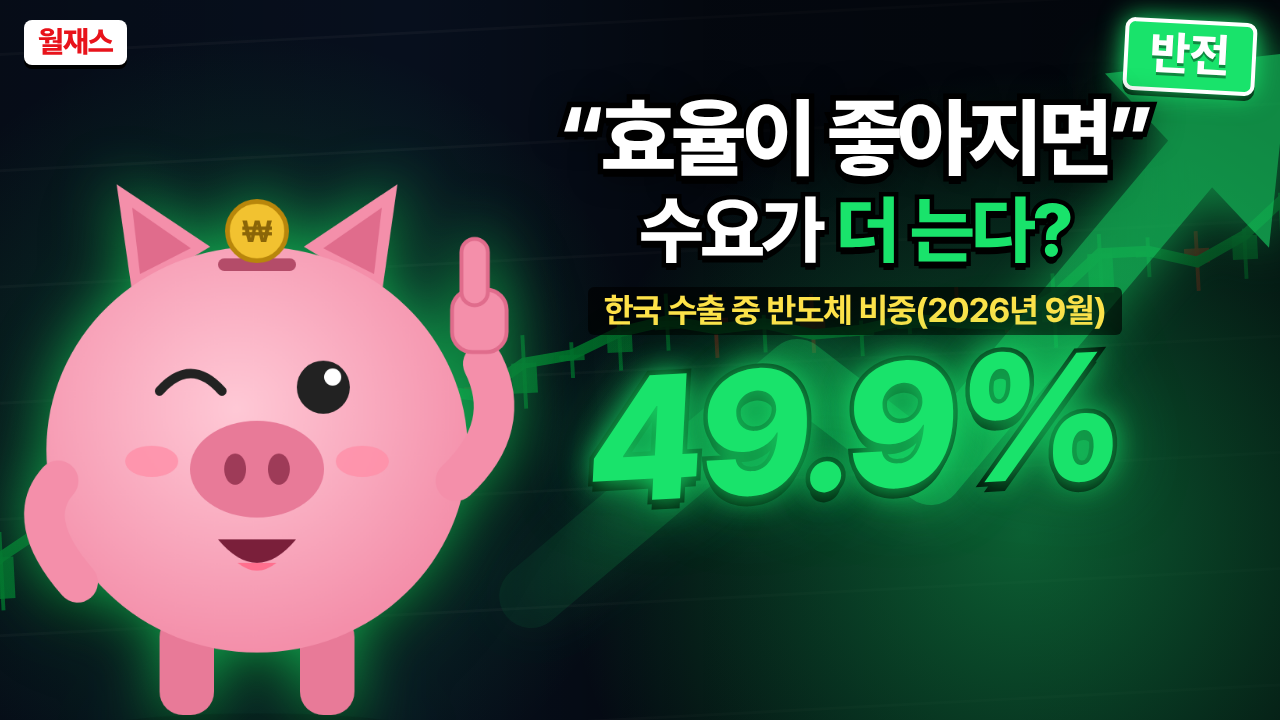 월재스
반전
“효율이 좋아지면”
수요가 더 는다?
한국 수출 중 반도체 비중(2026년 9월)
49.9%
₩